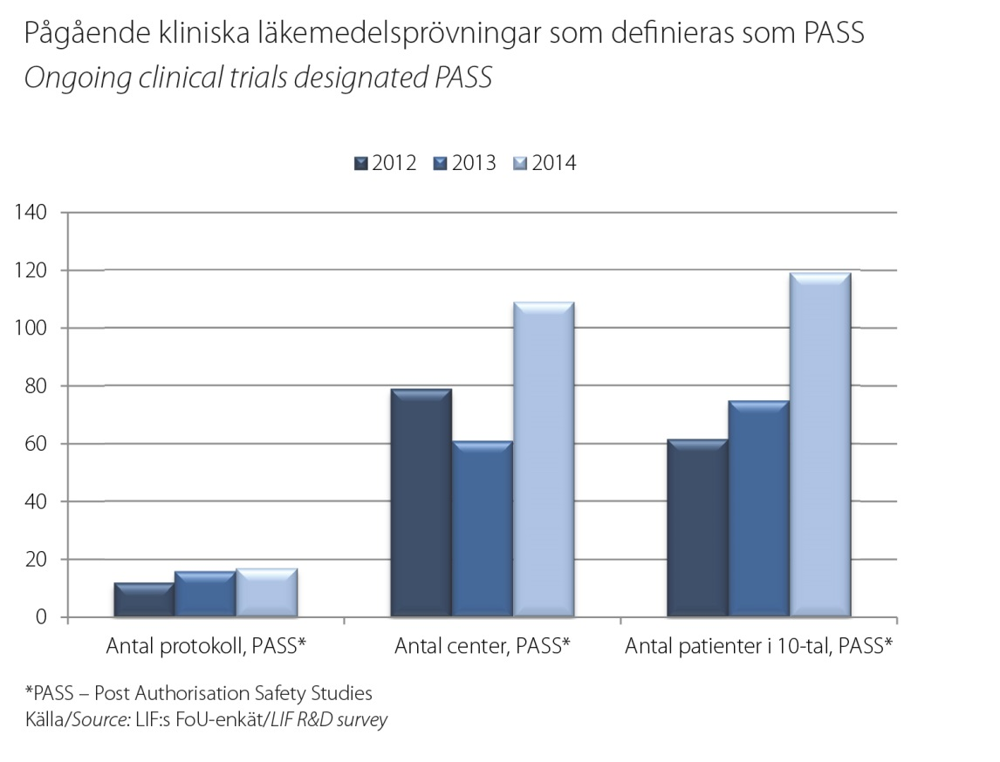 Pågående kliniska läkemedelsprövningar som definieras som PASS
Ongoing clinical trials designated PASS
2012 2013 2014
140
120
100
80
60
40
20
0
Antal protokoll, PASS* Antal center, PASS* Antal patienter i 10-tal, PASS*
*PASS – Post Authorisation Safety Studies
Källa/Source: LIF:s FoU-enkät/LIF R&D survey